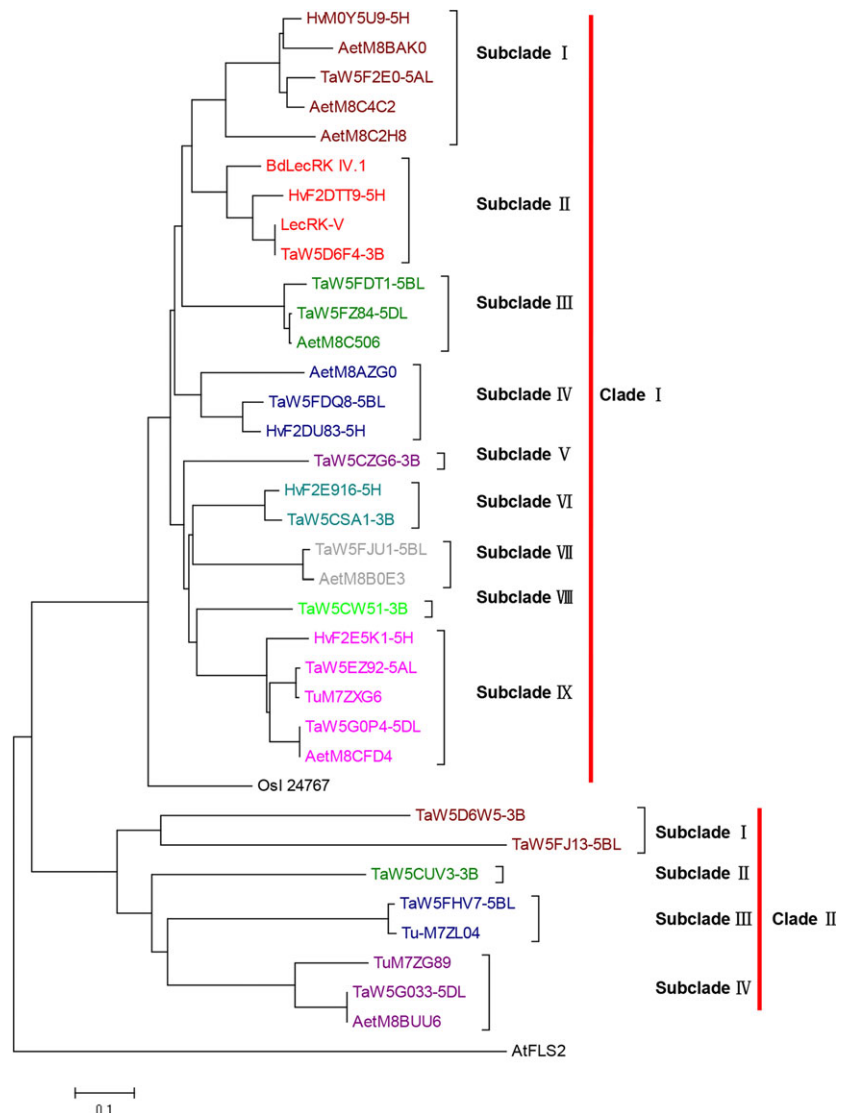 HvM0Y5U9-5H
AetM8BAK0
Subclade Ⅰ
TaW5F2E0-5AL
AetM8C4C2
AetM8C2H8
BdLecRK IV.1
HvF2DTT9-5H
Subclade Ⅱ
LecRK-V
TaW5D6F4-3B
TaW5FDT1-5BL
Subclade Ⅲ
TaW5FZ84-5DL
AetM8C506
AetM8AZG0
Subclade Ⅳ Clade Ⅰ
TaW5FDQ8-5BL
HvF2DU83-5H
Subclade Ⅴ
TaW5CZG6-3B
HvF2E916-5H
Subclade Ⅵ
TaW5CSA1-3B
TaW5FJU1-5BL
Subclade Ⅶ
AetM8B0E3
Subclade Ⅷ
TaW5CW51-3B
HvF2E5K1-5H
TaW5EZ92-5AL
Subclade Ⅸ
TuM7ZXG6
TaW5G0P4-5DL
AetM8CFD4
OsI 24767
TaW5D6W5-3B
Subclade Ⅰ
TaW5FJ13-5BL
TaW5CUV3-3B
Subclade Ⅱ
TaW5FHV7-5BL
Subclade Ⅲ Clade Ⅱ
Tu-M7ZL04
TuM7ZG89
Subclade Ⅳ
TaW5G033-5DL
AetM8BUU6
AtFLS2
0.1